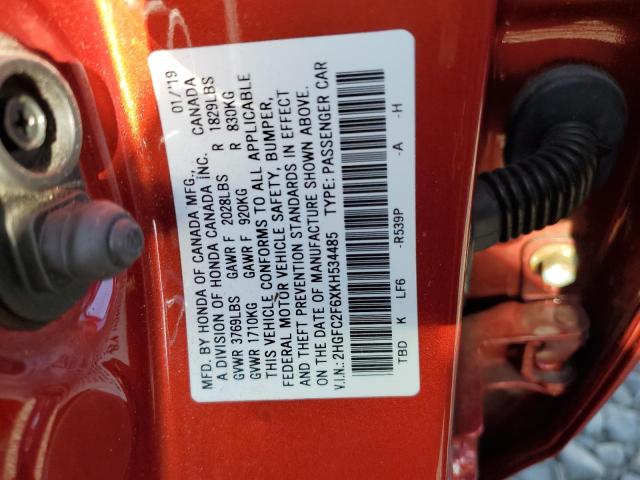 MFD. BY HONDA OF CANADA MFG., 01/'19
A DIVISION OF HONDA CANADA INC. CANADA
GVWR 3769LBS GAWR F 2028LBS R 1829LBS
GVWR 1710KG GAWR F 920KG R 830KG
THIS VEHICLE CONFORMS TO ALL APPLICABLE
FEDERAL MOTOR VEHICLE SAFETY, BUMPER,
AND THEFT PREVENTION STANDARDS IN EFFECT
ON THE DATE OF MANUFACTURE SHOWN ABOVE.
V.I.N.: 2HGFC2F6XKH534485 TYPE: PASSENGER CAR
TBD K LF6 -R539P -A -H